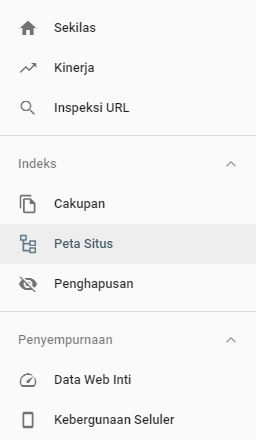 Sekilas
Kinerja
Inspeksi URL
Indeks
Cakupan
Peta Situs
Penghapusan
Penyempurnaan
Data Web Inti
Kebergunaan Seluler